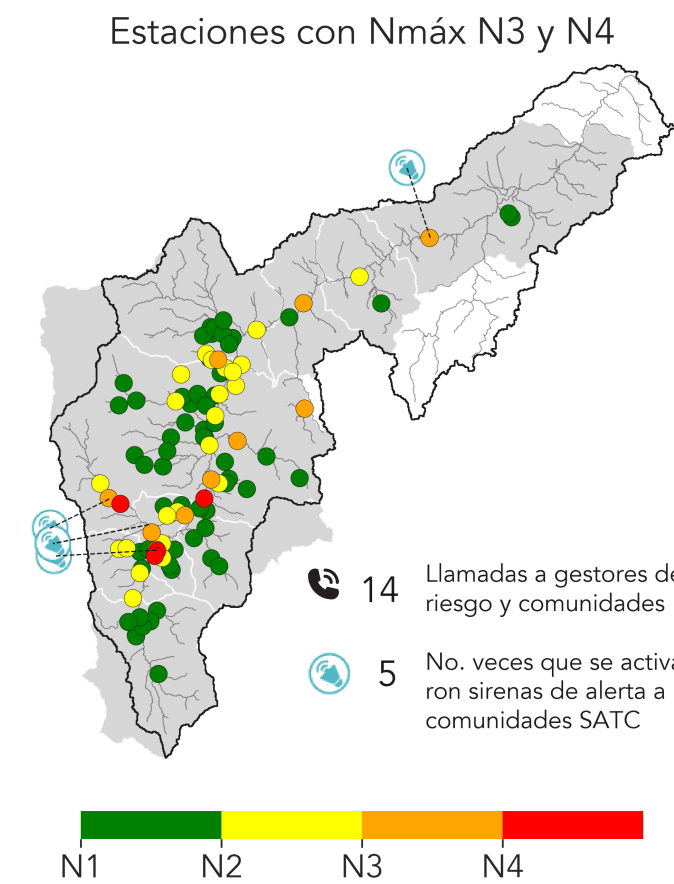 Estaciones con Nmáx N3 y N4
14
Llamadas a gestores de
riesgo y comunidades
5
No. veces que se activa
ron sirenas de alerta a
comunidades SATC
N1 N2 N3 N4